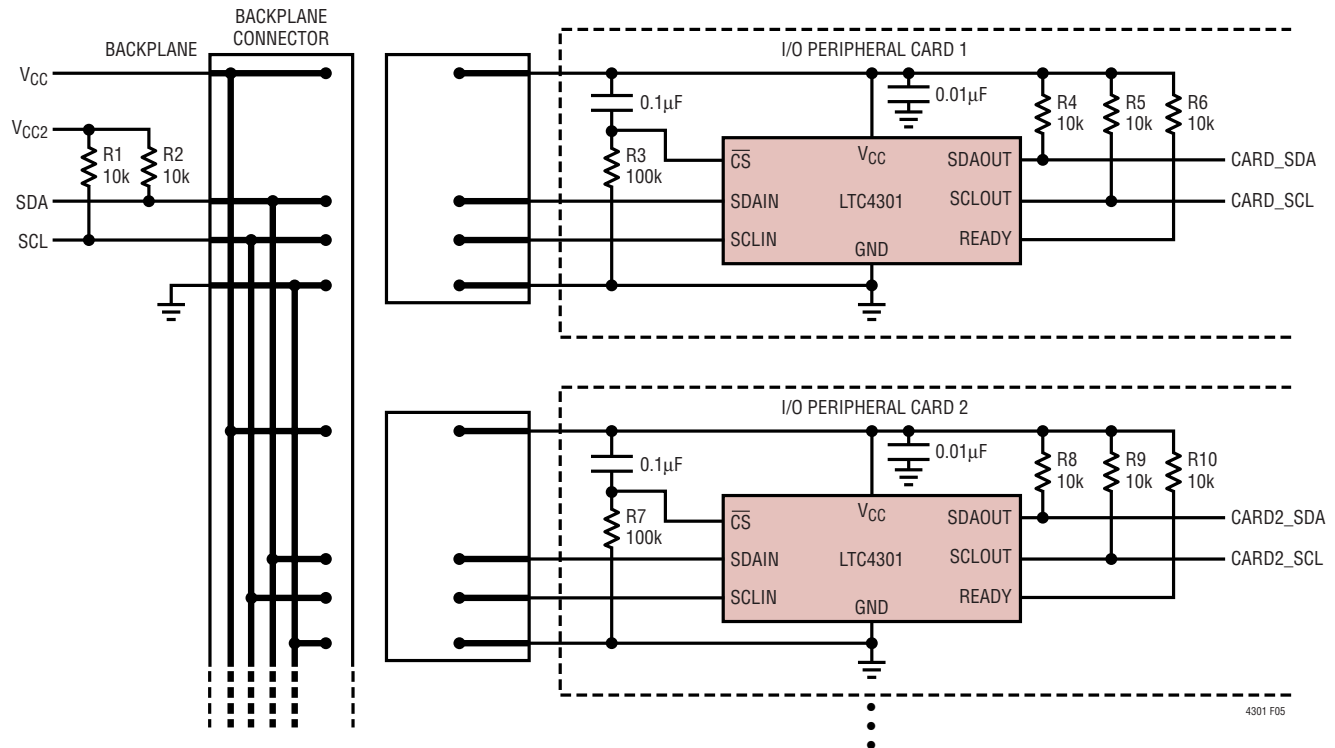 BACKPLANE
CONNECTOR
BACKPLANE
VCC
VCC2
R1
10k
R2
10k
SDA
SCL
I/O PERIPHERAL CARD 1
0.1µF
0.01µF
R3
100k
R4
10k
R5
10k
R6
10k
CS
VCC
SDAOUT
SDAIN
LTC4301
SCLOUT
SCLIN
READY
GND
CARD_SDA
CARD_SCL
I/O PERIPHERAL CARD 2
0.1µF
0.01µF
R7
100k
R8
10k
R9
10k
R10
10k
CS
VCC
SDAOUT
SDAIN
LTC4301
SCLOUT
SCLIN
READY
GND
CARD2_SDA
CARD2_SCL
4301 F05